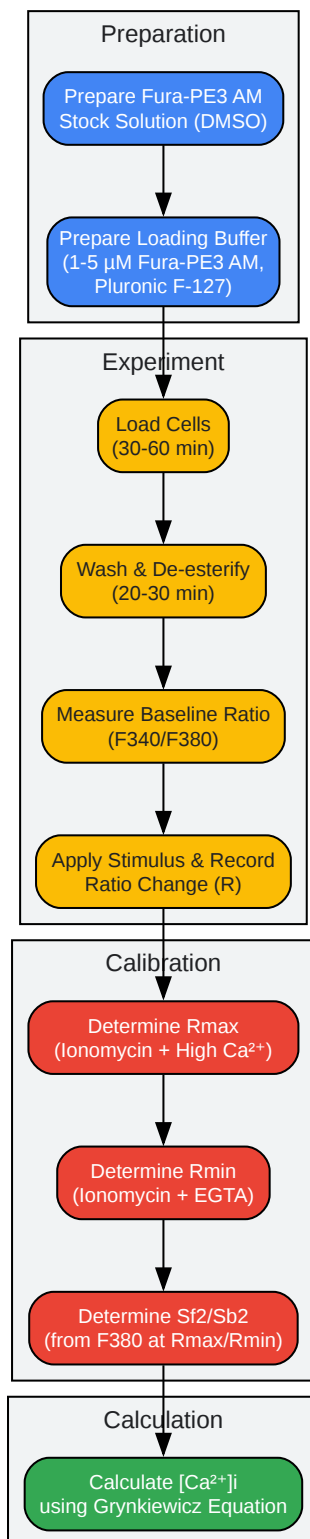 Preparation
Prepare Fura-PE3 AM
Stock Solution (DMSO)
Prepare Loading Buffer
(1-5 µM Fura-PE3 AM,
Pluronic F-127)
Experiment
Load Cells
(30-60 min)
Wash & De-esterify
(20-30 min)
Measure Baseline Ratio
(F340/F380)
Apply Stimulus & Record
Ratio Change (R)
Calibration
Determine Rmax
(Ionomycin + High Ca²⁺)
Determine Rmin
(Ionomycin + EGTA)
Determine Sf2/Sb2
(from F380 at Rmax/Rmin)
Calculation
Calculate [Ca²⁺]i
using Grynkiewicz Equation